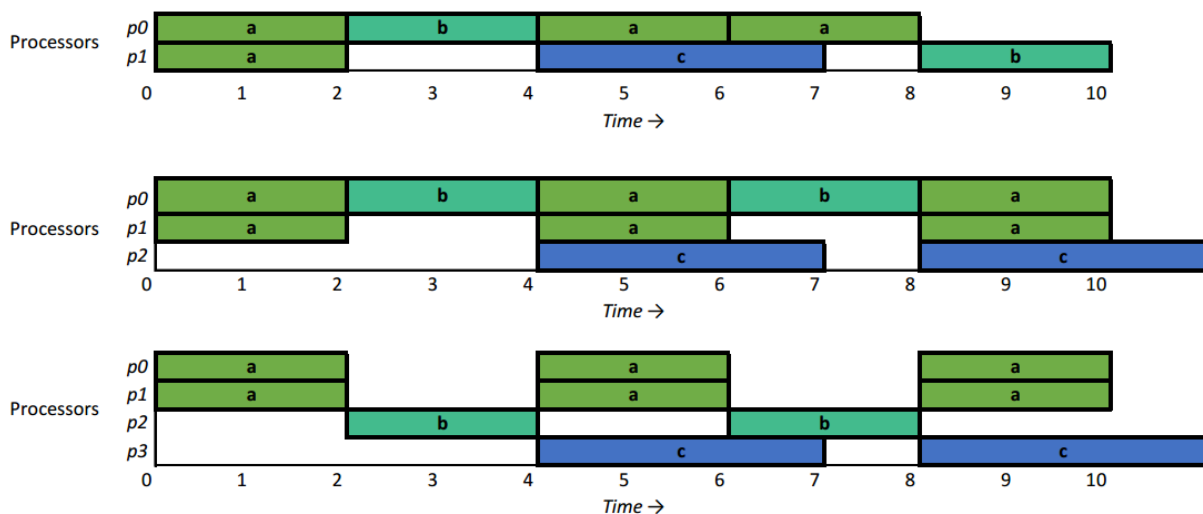 p0 a b a a
Processors
p1 a c b
0 1 2 3 4 5 6 7 8 9 10
Time →
p0 a b a b a
p1 a a a
Processors
p2 c c
0 1 2 3 4 5 6 7 8 9 10
Time →
p0 a a a
p1 a a a
Processors
p2 b b
p3 c c
0 1 2 3 4 5 6 7 8 9 10
Time →